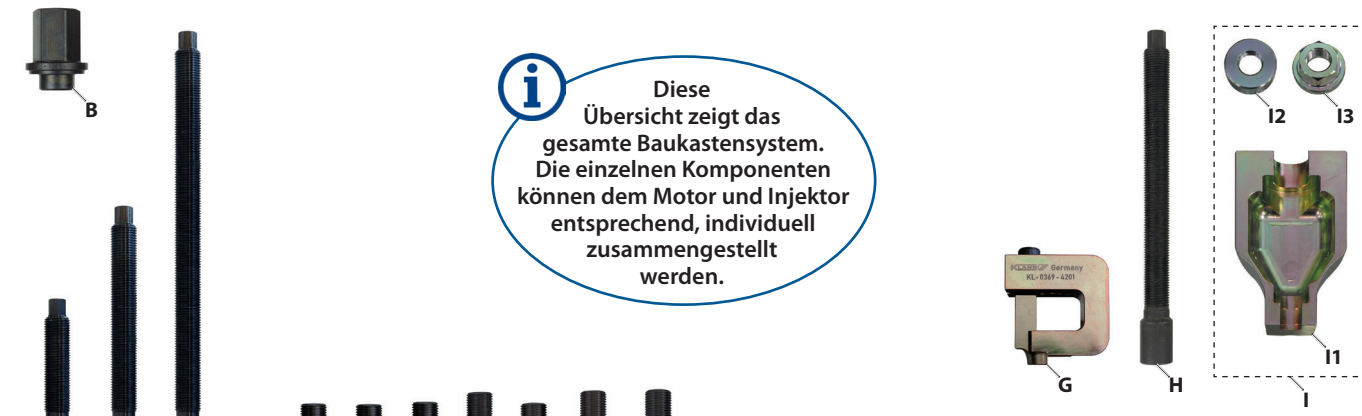 B
i
Diese
Übersicht zeigt das
gesamte Baukastensystem.
Die einzelnen Komponenten
können dem Motor und Injektor
entsprechend, individuell
zusammengestellt
werden.
KLANN Germany
KL-0369-4201
G
H
I2
I3
I1
I